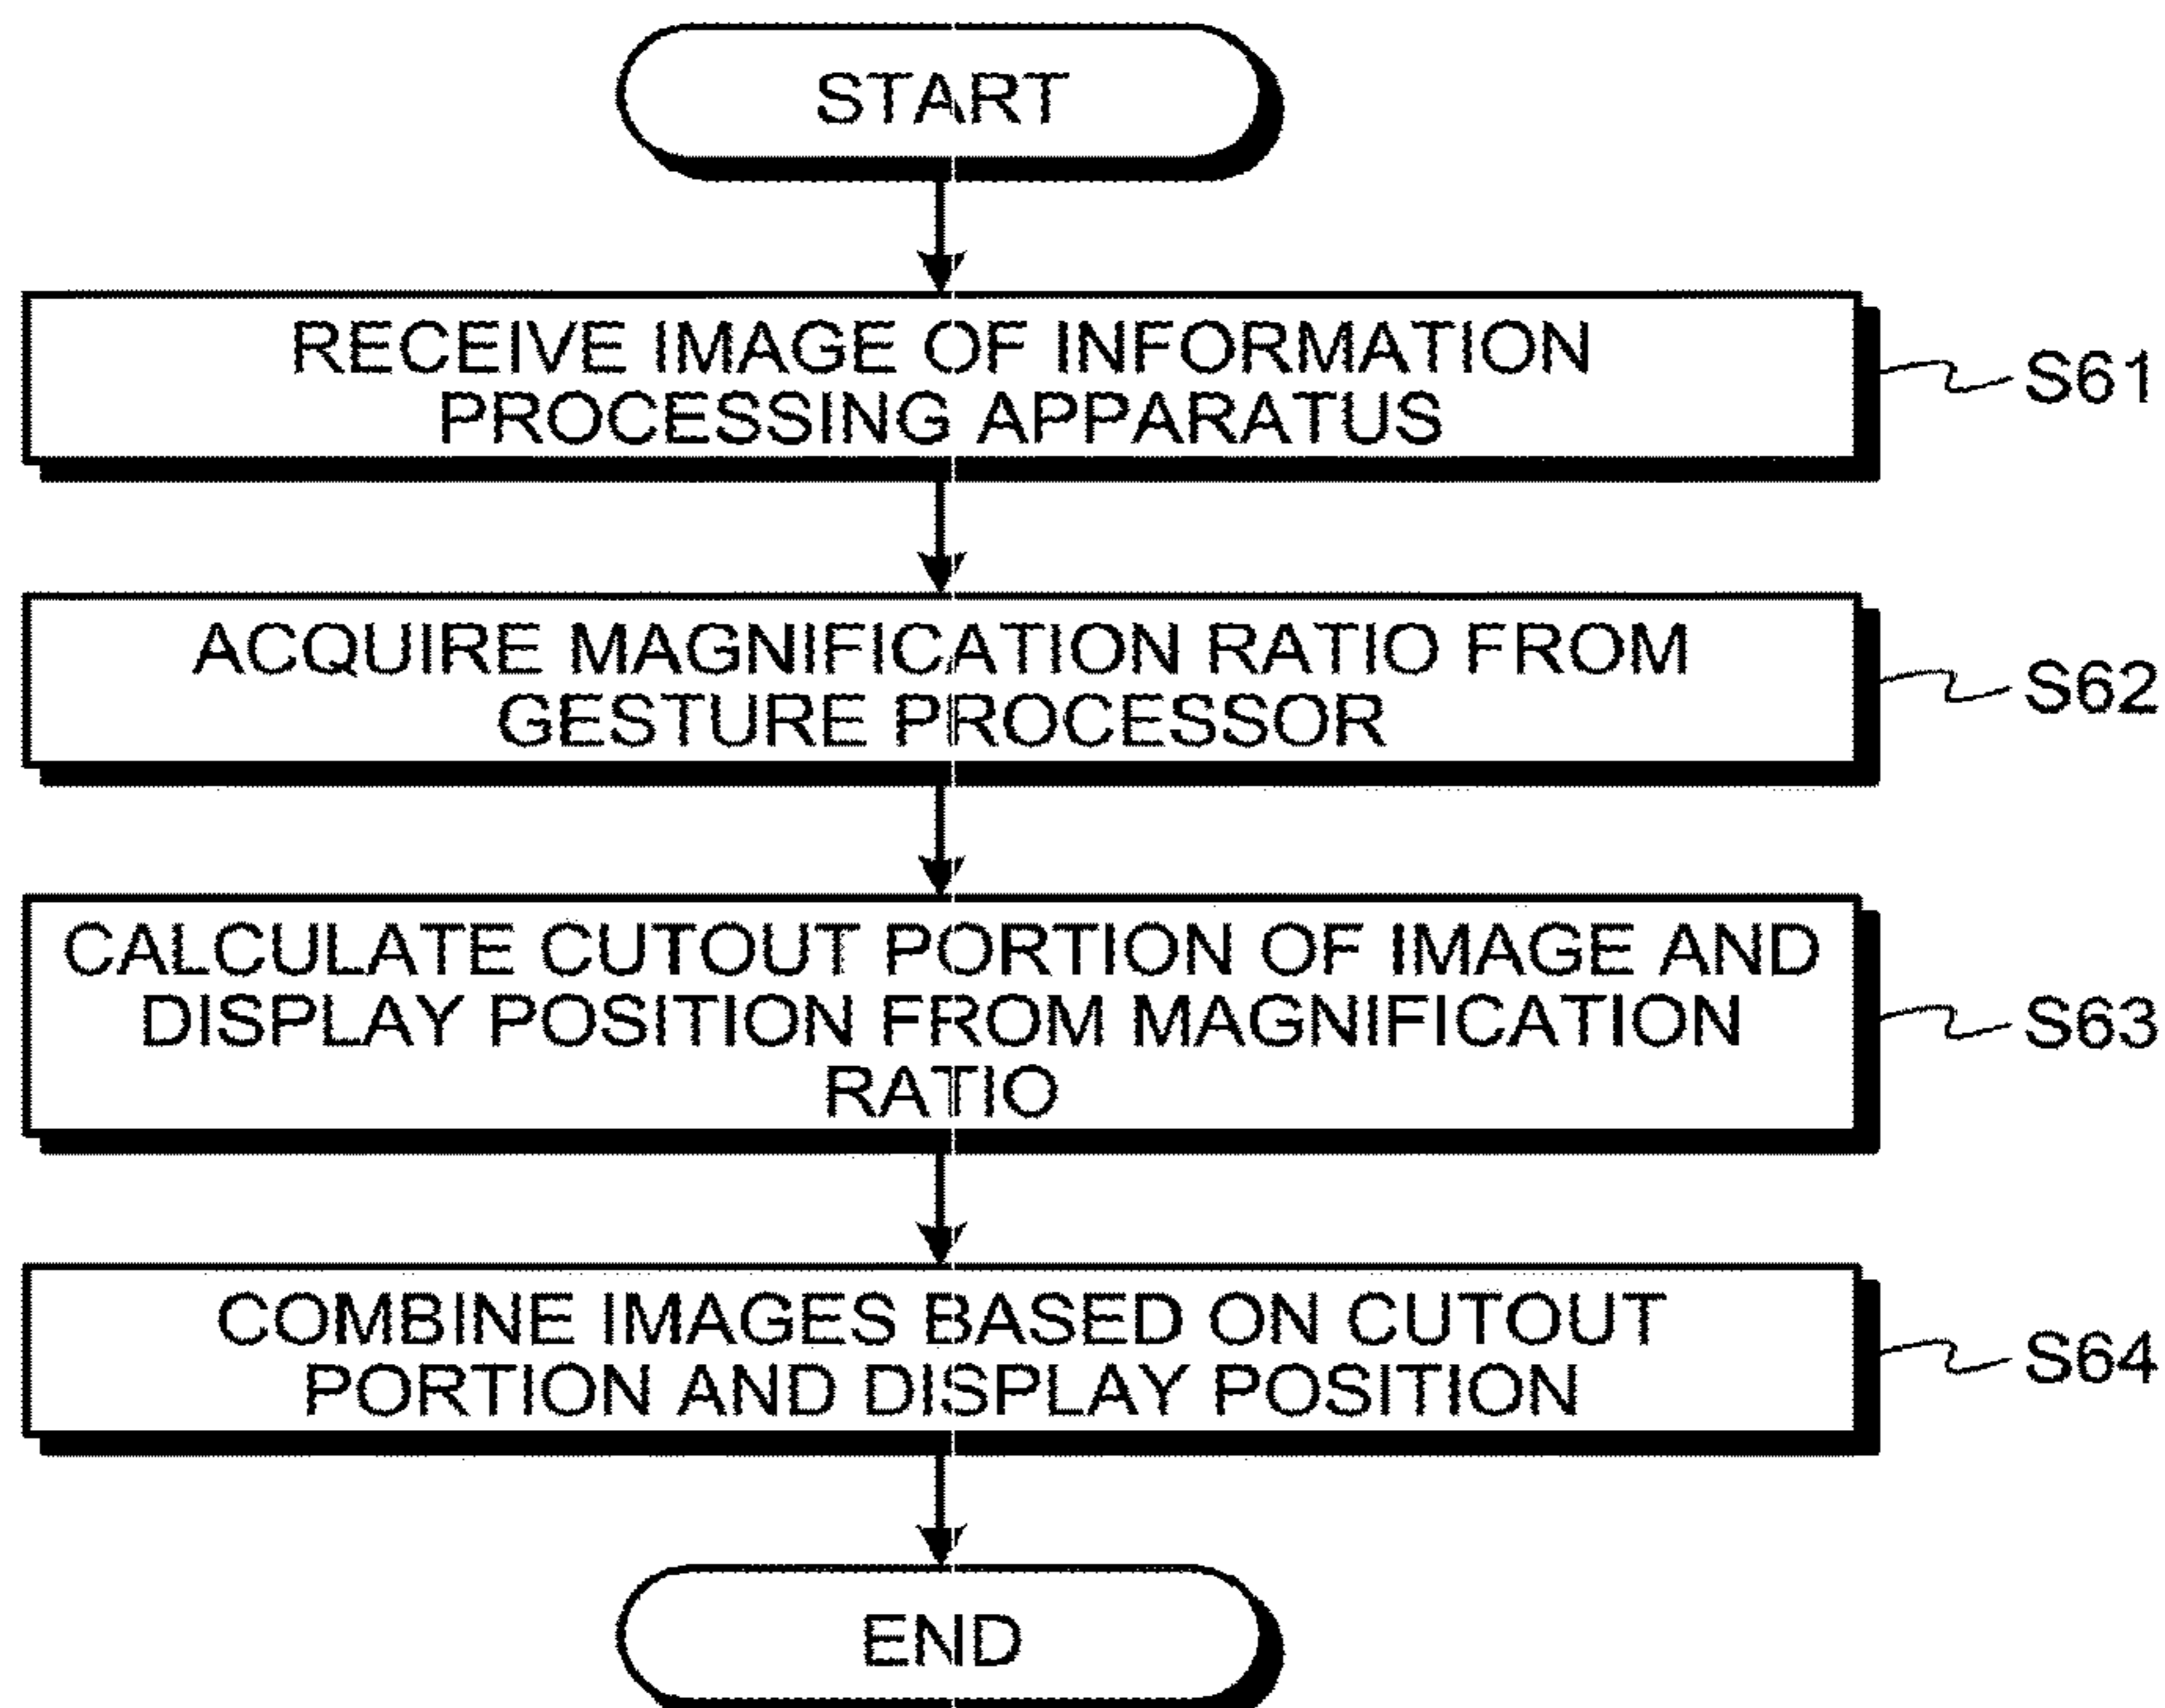 START
RECEIVE IMAGE OF INFORMATION
PROCESSING APPARATUS
S61
ACQUIRE MAGNIFICATION RATIO FROM
GESTURE PROCESSOR
S62
CALCULATE CUTOUT PORTION OF IMAGE AND
DISPLAY POSITION FROM MAGNIFICATION
RATIO
S63
COMBINE IMAGES BASED ON CUTOUT
PORTION AND DISPLAY POSITION
S64
END